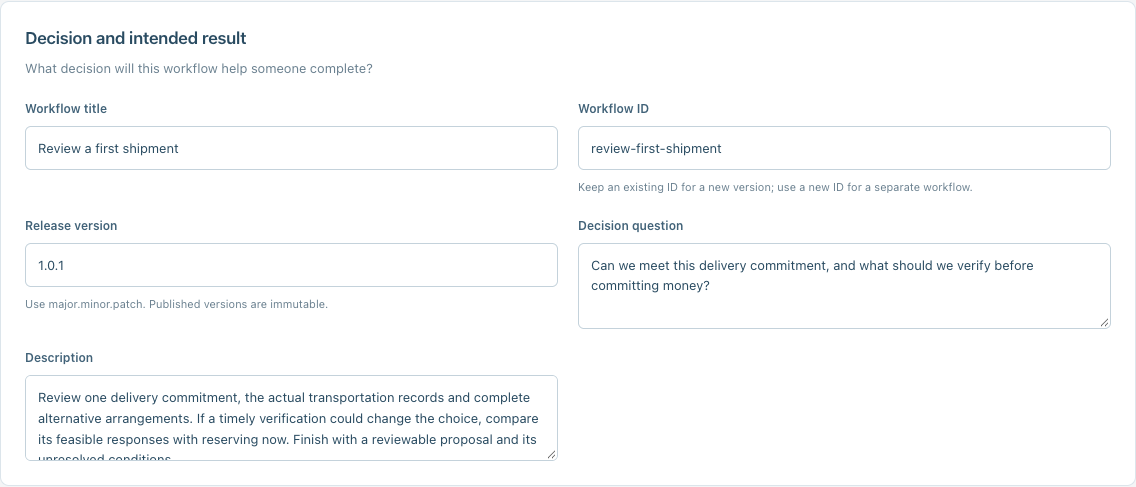 Decision and intended result
What decision will this workflow help someone complete?
Workflow title
Review a first shipment
Workflow ID
review-first-shipment
Keep an existing ID for a new version; use a new ID for a separate workflow.
Release version
1.0.1
Use major.minor.patch. Published versions are immutable.
Decision question
Can we meet this delivery commitment, and what should we verify before
committing money?
Description
Review one delivery commitment, the actual transportation records and complete
alternative arrangements. If a timely verification could change the choice, compare
its feasible responses with reserving now. Finish with a reviewable proposal and its
unresolved conditions.